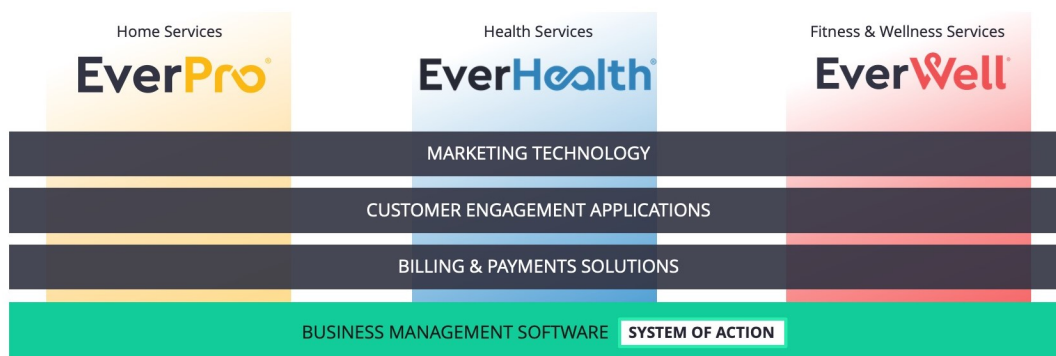 Home Services
EverPro®
Health Services
EverHealth®
Fitness & Wellness Services
EverWell®
MARKETING TECHNOLOGY
CUSTOMER ENGAGEMENT APPLICATIONS
BILLING & PAYMENTS SOLUTIONS
BUSINESS MANAGEMENT SOFTWARE SYSTEM OF ACTION